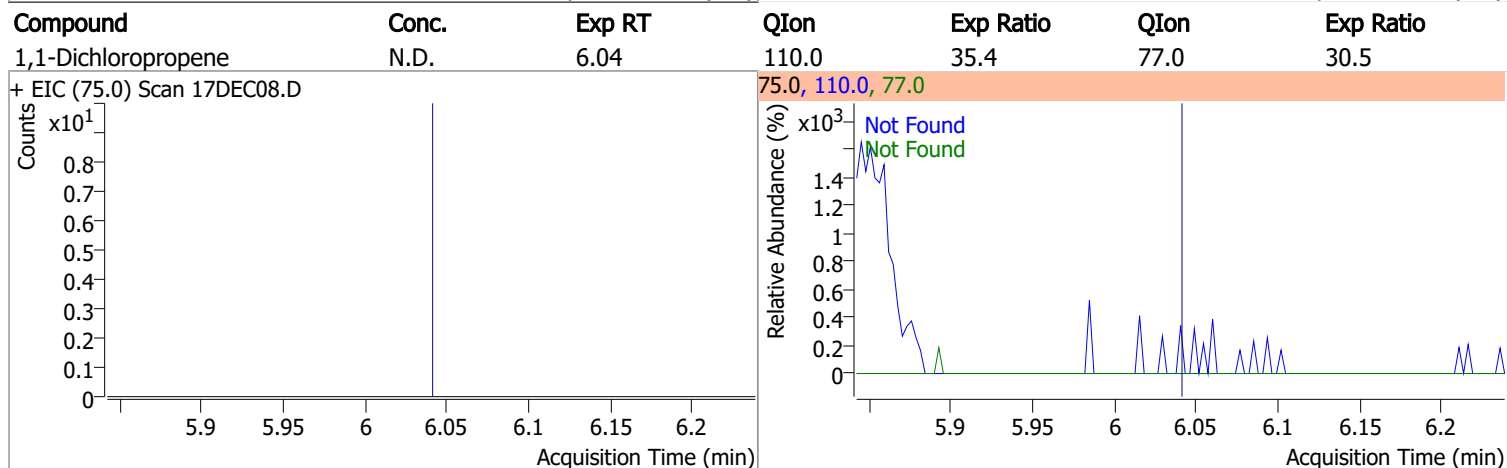 Compound Conc. Exp RT QIon Exp Ratio QIon Exp Ratio
1,1-Dichloropropene N.D. 6.04 110.0 35.4 77.0 30.5
+ EIC (75.0) Scan 17DEC08.D
Counts
x10^1
0.8
0.7
0.6
0.5
0.4
0.3
0.2
0.1
0
5.9 5.95 6 6.05 6.1 6.15 6.2
Acquisition Time (min)
75.0, 110.0, 77.0
Relative Abundance (%)
x10^3
Not Found
Not Found
1.4
1.2
1
0.8
0.6
0.4
0.2
0
5.9 5.95 6 6.05 6.1 6.15 6.2
Acquisition Time (min)